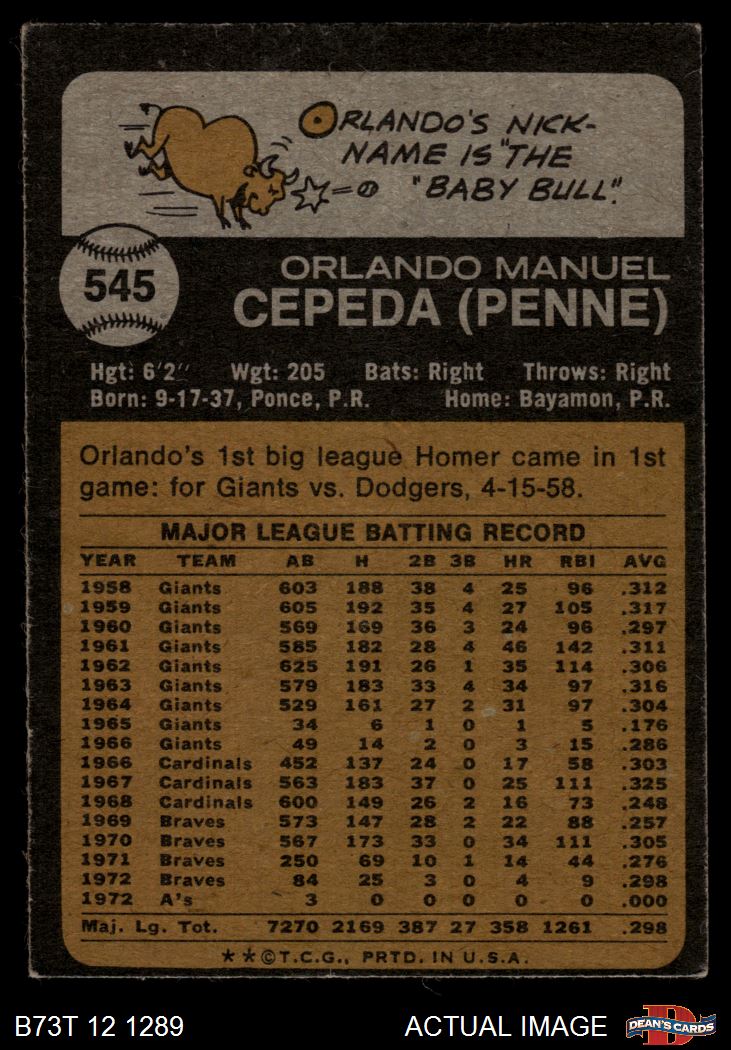 ORLANDO'S NICK-
NAME IS "THE
"BABY BULL".
545
ORLANDO MANUEL
CEPEDA (PENNE)
Hgt: 6'2" Wgt: 205 Bats: Right Throws: Right
Born: 9-17-37, Ponce, P.R. Home: Bayamon, P.R.
Orlando's 1st big league Homer came in 1st
game: for Giants vs. Dodgers, 4-15-58.
MAJOR LEAGUE BATTING RECORD
YEAR TEAM AB H 2B 3B HR RBI AVG
1958 Giants 603 188 38 4 25 96 .312
1959 Giants 605 192 35 4 27 105 .317
1960 Giants 569 169 36 3 24 96 .297
1961 Giants 585 182 28 4 46 142 .311
1962 Giants 625 191 26 1 35 114 .306
1963 Giants 579 183 33 4 34 97 .316
1964 Giants 529 161 27 2 31 97 .304
1965 Giants 34 6 1 0 1 5 .176
1966 Giants 49 14 2 0 3 15 .286
1966 Cardinals 452 137 24 0 17 58 .303
1967 Cardinals 563 183 37 0 25 111 .325
1968 Cardinals 600 149 26 2 16 73 .248
1969 Braves 573 147 28 2 22 88 .257
1970 Braves 567 173 33 0 34 111 .305
1971 Braves 250 69 10 1 14 44 .276
1972 Braves 84 25 3 0 4 9 .298
1972 A's 3 0 0 0 0 0 .000
Maj. Lg. Tot. 7270 2169 387 27 358 1261 .298
**©T.C.G., PRTD. IN U.S.A.
B73T 12 1289 ACTUAL IMAGE DEAN'S CARDS